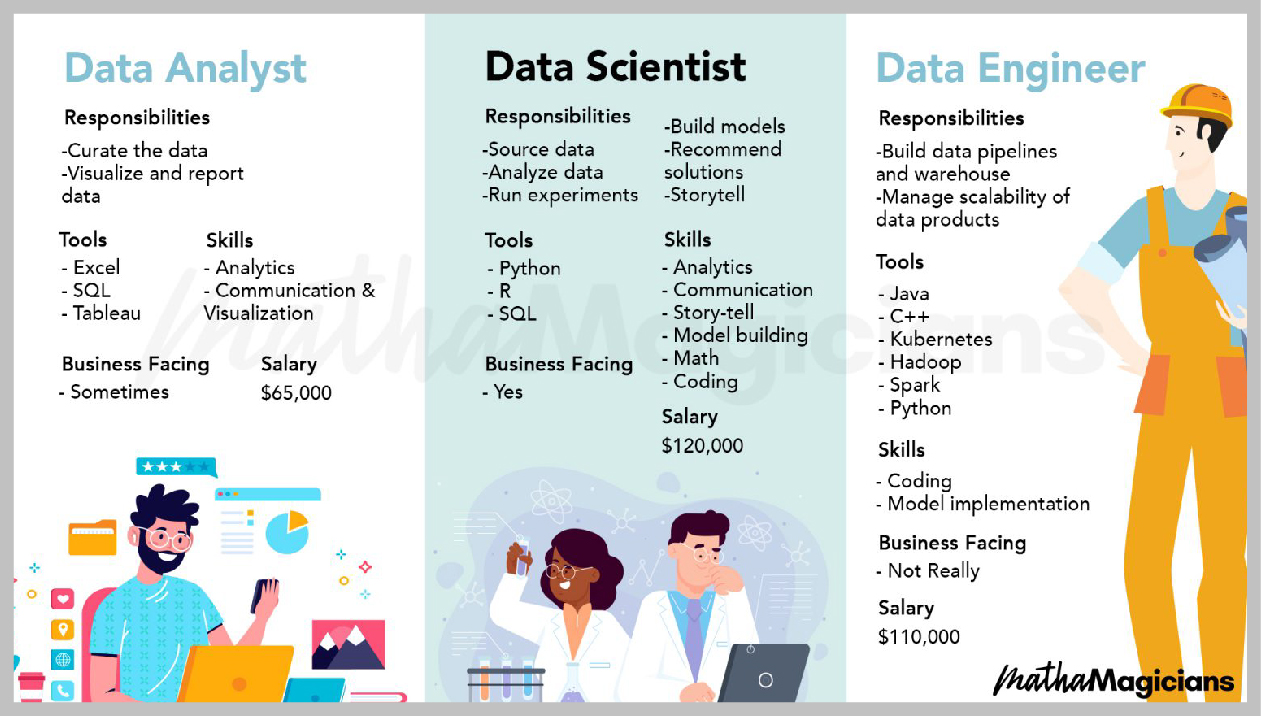 Data Analyst
Responsibilities
-Curate the data
-Visualize and report
data
Tools
- Excel
- SQL
- Tableau
Skills
- Analytics
- Communication &
Visualization
Business Facing
- Sometimes
Salary
$65,000
Data Scientist
Responsibilities
-Source data
-Analyze data
-Run experiments
-Build models
-Recommend
solutions
-Storytell
Tools
- Python
- R
- SQL
Skills
- Analytics
- Communication
- Story-tell
- Model building
- Math
- Coding
Business Facing
- Yes
Salary
$120,000
Data Engineer
Responsibilities
-Build data pipelines
and warehouse
-Manage scalability of
data products
Tools
- Java
- C++
- Kubernetes
- Hadoop
- Spark
- Python
Skills
- Coding
- Model implementation
Business Facing
- Not Really
Salary
$110,000
mathaMagicians
mathaMagicians